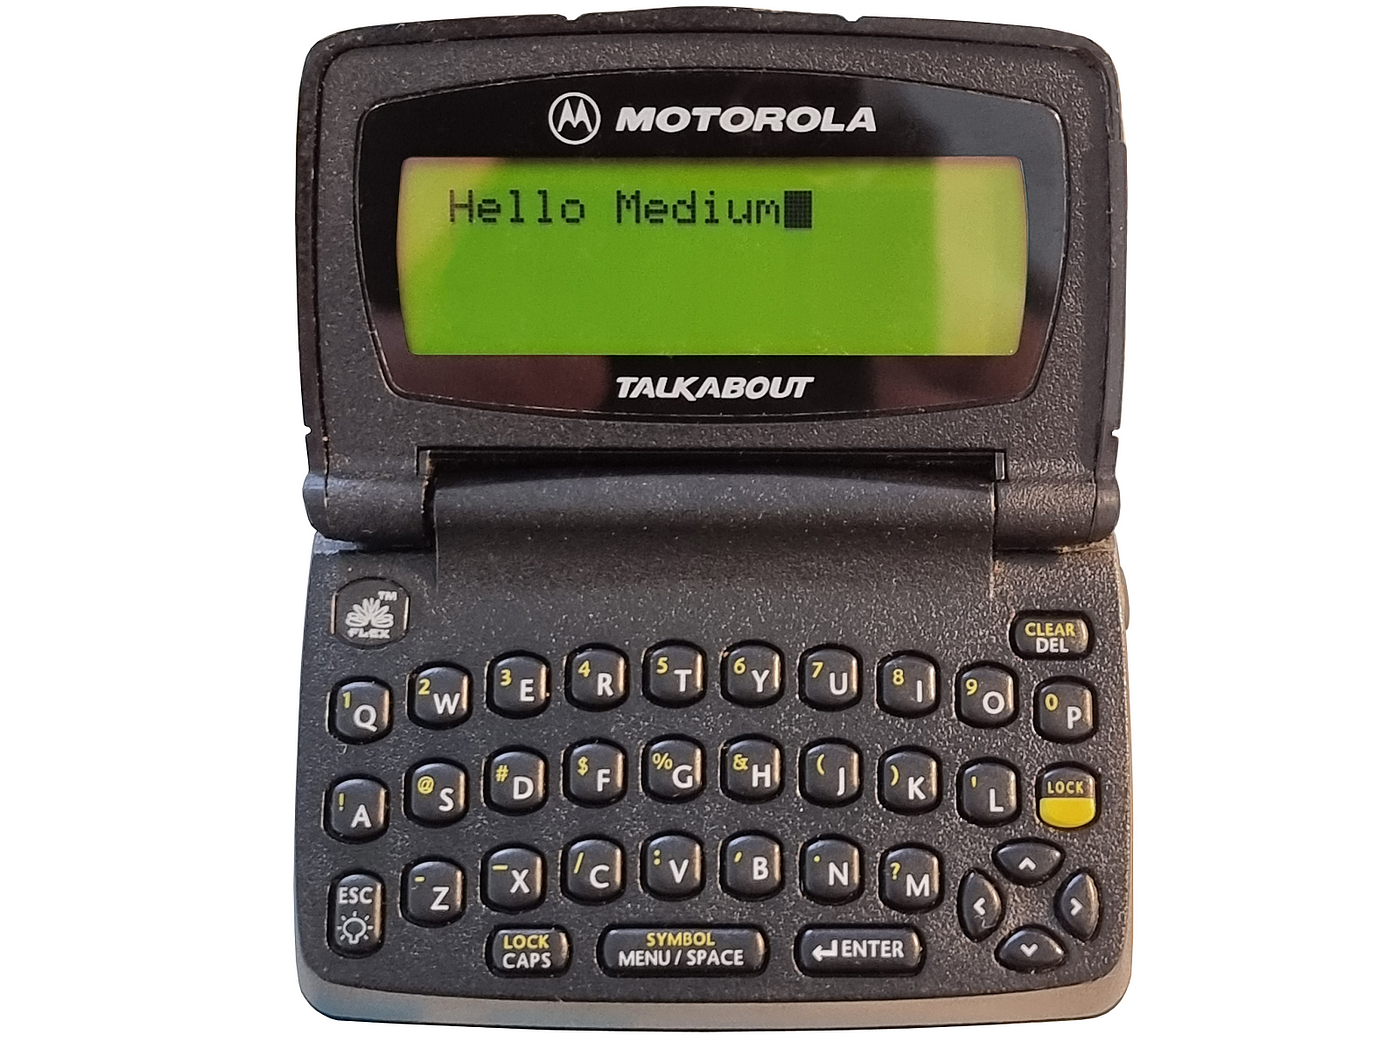 MOTOROLA
Hello Medium
TALKABOUT
TM
FLEX
CLEAR
DEL
1Q 2W 3E 4R 5T 6Y 7U 8I 9O 0P
!A @S #D $F %G &H (J )K 'L LOCK
ESC -Z _X /C :V ,B .N ?M < ^ > ⌄
LOCK SYMBOL
CAPS MENU / SPACE ↵ENTER